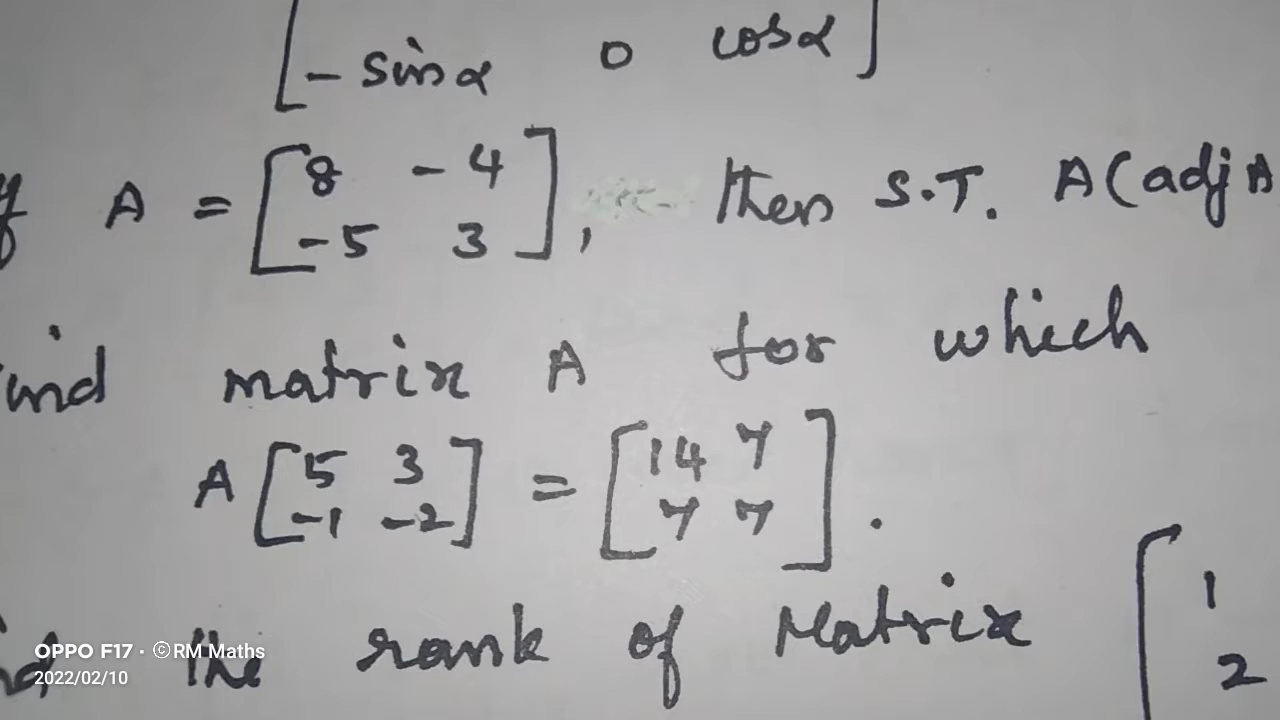 - sinα 0 cosα
A = [8 -4
-5 3], then S.T. A(adj A
matrix A for which
A [5 3
-1 -2] = [14 7
7 7].
the rank of Matrix [1
2
OPPO F17 · ©RM Maths
2022/02/10